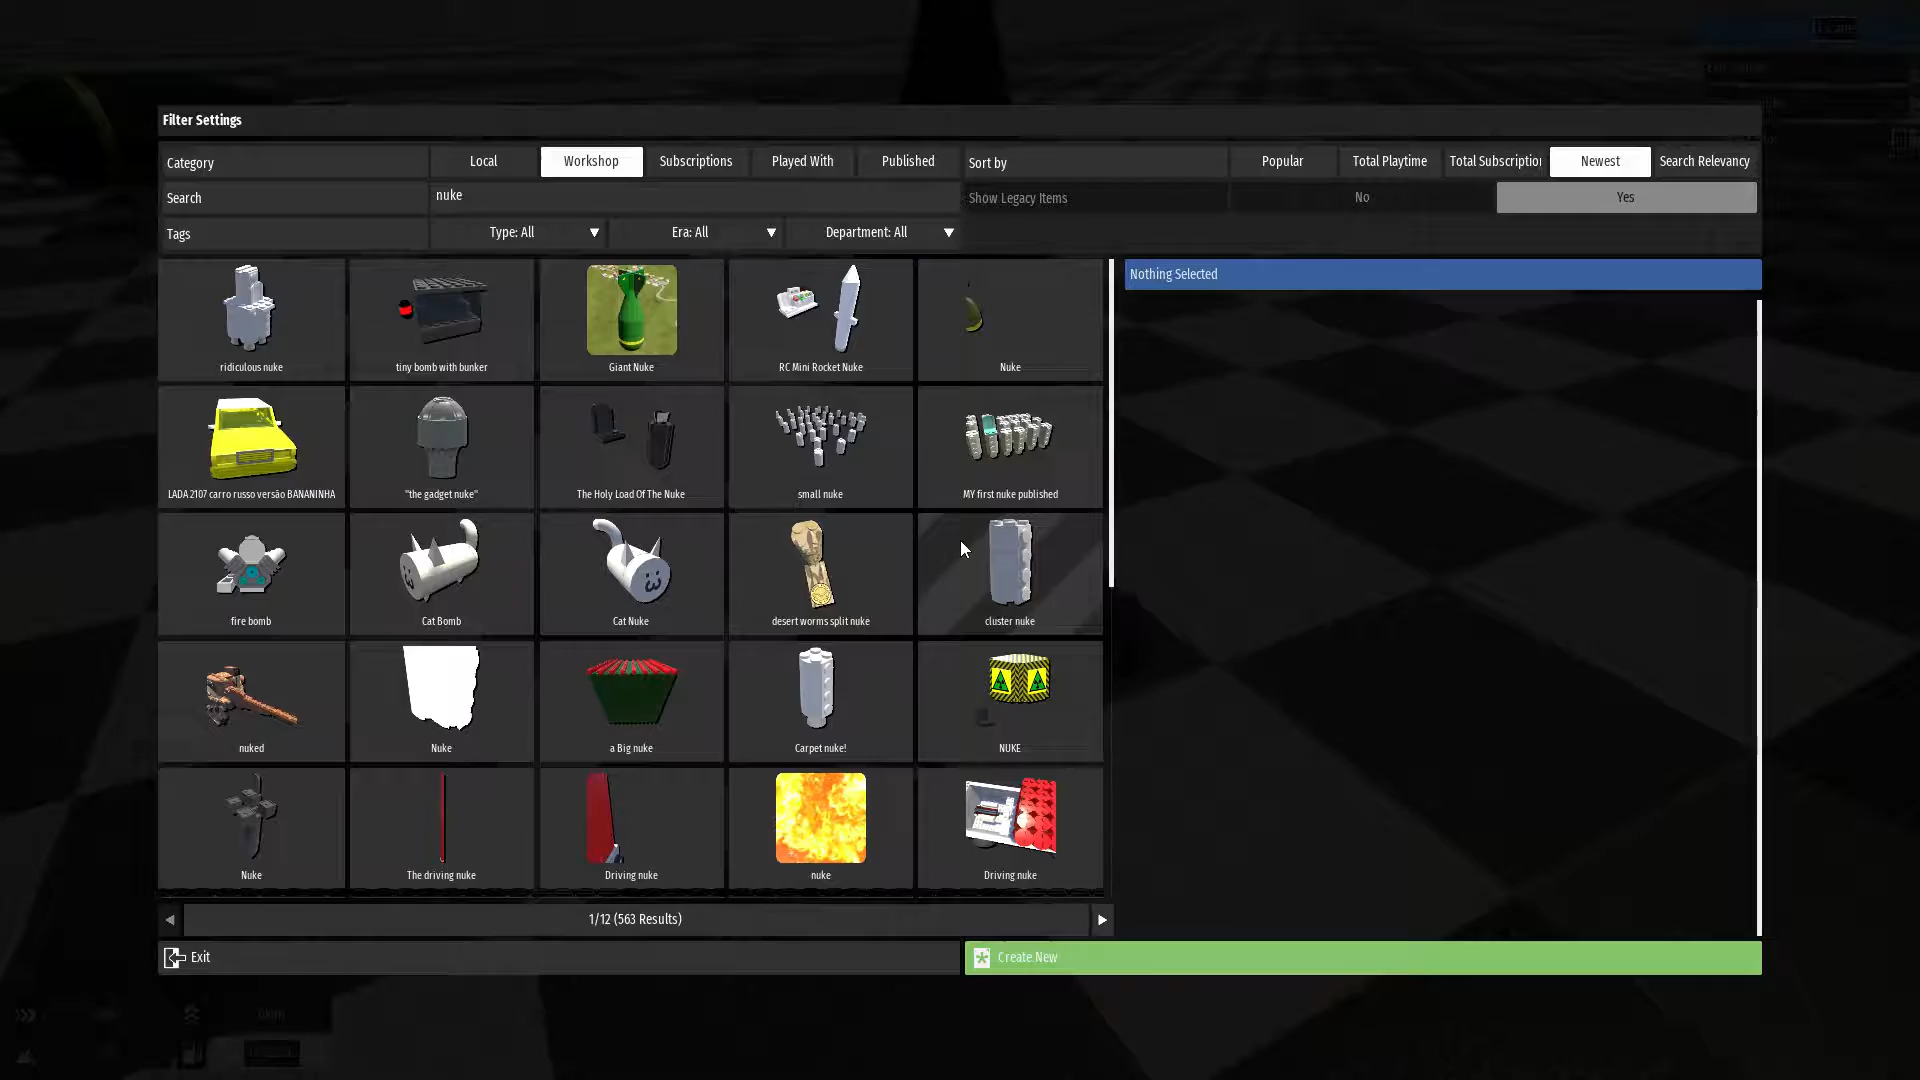 Filter Settings
Category
Local
Workshop
Subscriptions
Played With
Published
Sort by
Popular
Total Playtime
Total Subscriptio
Newest
Search Relevancy
Search
nuke
Show Legacy Items
No
Yes
Tags
Type: All
Era: All
Department: All
Nothing Selected
ridiculous nuke
tiny bomb with bunker
Giant Nuke
RC Mini Rocket Nuke
Nuke
LADA 2107 carro russo versão BANANINHA
"the gadget nuke"
The Holy Load Of The Nuke
small nuke
MY first nuke published
fire bomb
Cat Bomb
Cat Nuke
desert worms split nuke
cluster nuke
nuked
Nuke
a Big nuke
Carpet nuke!
NUKE
Nuke
The driving nuke
Driving nuke
nuke
Driving nuke
1/12 (563 Results)
Exit
Create New